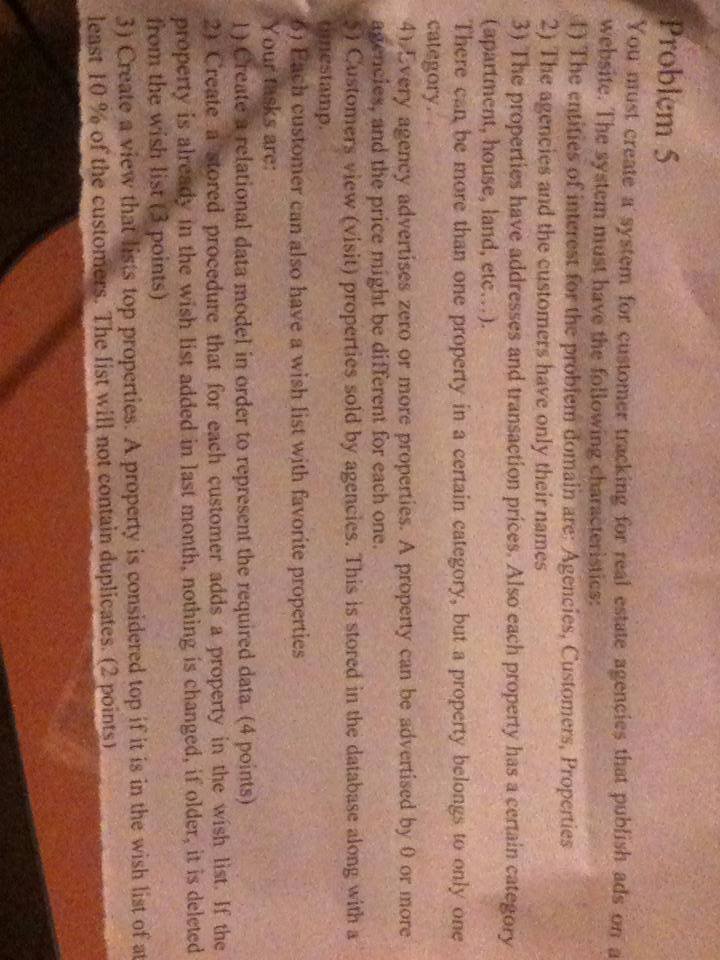 Problem 5
You must create a system for customer tracking for real estate agencies that publish ads on a
website. The system must have the following characteristics:
1) The entities of interest for the problem domain are: Agencies, Customers, Properties
2) The agencies and the customers have only their names
3) The properties have addresses and transaction prices. Also each property has a certain category
(apartment, house, land, etc...).
There can be more than one property in a certain category, but a property belongs to only one
category.
4) Every agency advertises zero or more properties. A property can be advertised by 0 or more
agencies, and the price might be different for each one.
5) Customers view (visit) properties sold by agencies. This is stored in the database along with a
timestamp.
6) Each customer can also have a wish list with favorite properties
Your tasks are:
1) Create a relational data model in order to represent the required data. (4 points)
2) Create a stored procedure that for each customer adds a property in the wish list. If the
property is already in the wish list added in last month, nothing is changed, if older, it is deleted
from the wish list (3 points)
3) Create a view that lists top properties. A property is considered top if it is in the wish list of at
least 10 % of the customers. The list will not contain duplicates. (2 points)